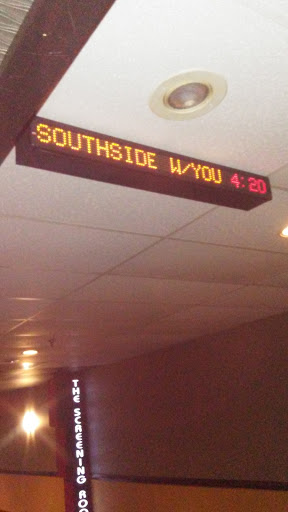 SOUTHSIDE W/YOU 4:20
THE SCREENING ROO